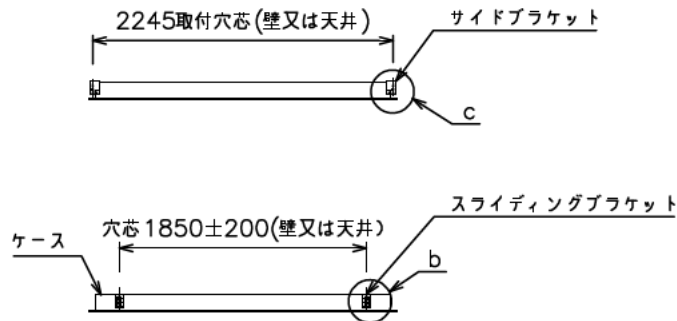 2245取付穴芯(壁又は天井)
サイドブラケット
c
スライディングブラケット
穴芯1850±200(壁又は天井)
ケース
b